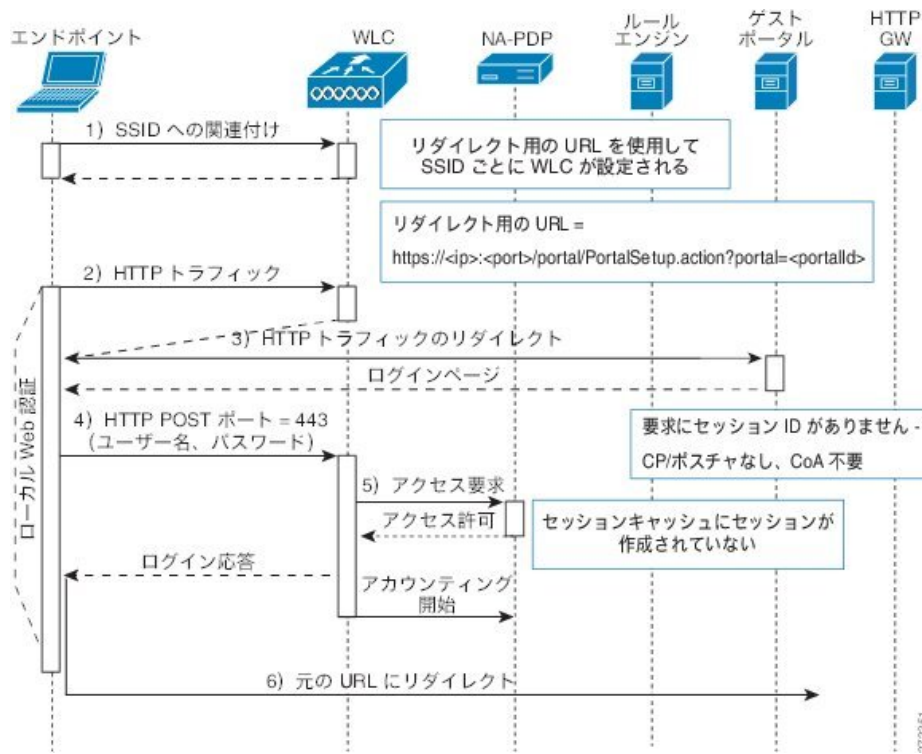 エンドポイント
WLC
NA-PDP
ルール
エンジン
ゲスト
ポータル
HTTP
GW
1) SSID への関連付け
リダイレクト用の URL を使用して
SSID ごとに WLC が設定される
リダイレクト用の URL =
https://<ip>:<port>/portal/PortalSetup.action?portal=<portalId>
2) HTTP トラフィック
3) HTTP トラフィックのリダイレクト
ログインページ
ローカル Web 認証
4) HTTP POST ポート = 443
(ユーザー名、パスワード)
要求にセッション ID がありません -
CP/ポスチャなし、CoA 不要
5) アクセス要求
アクセス許可
セッションキャッシュにセッションが
作成されていない
ログイン応答
アカウンティング
開始
6) 元の URL にリダイレクト